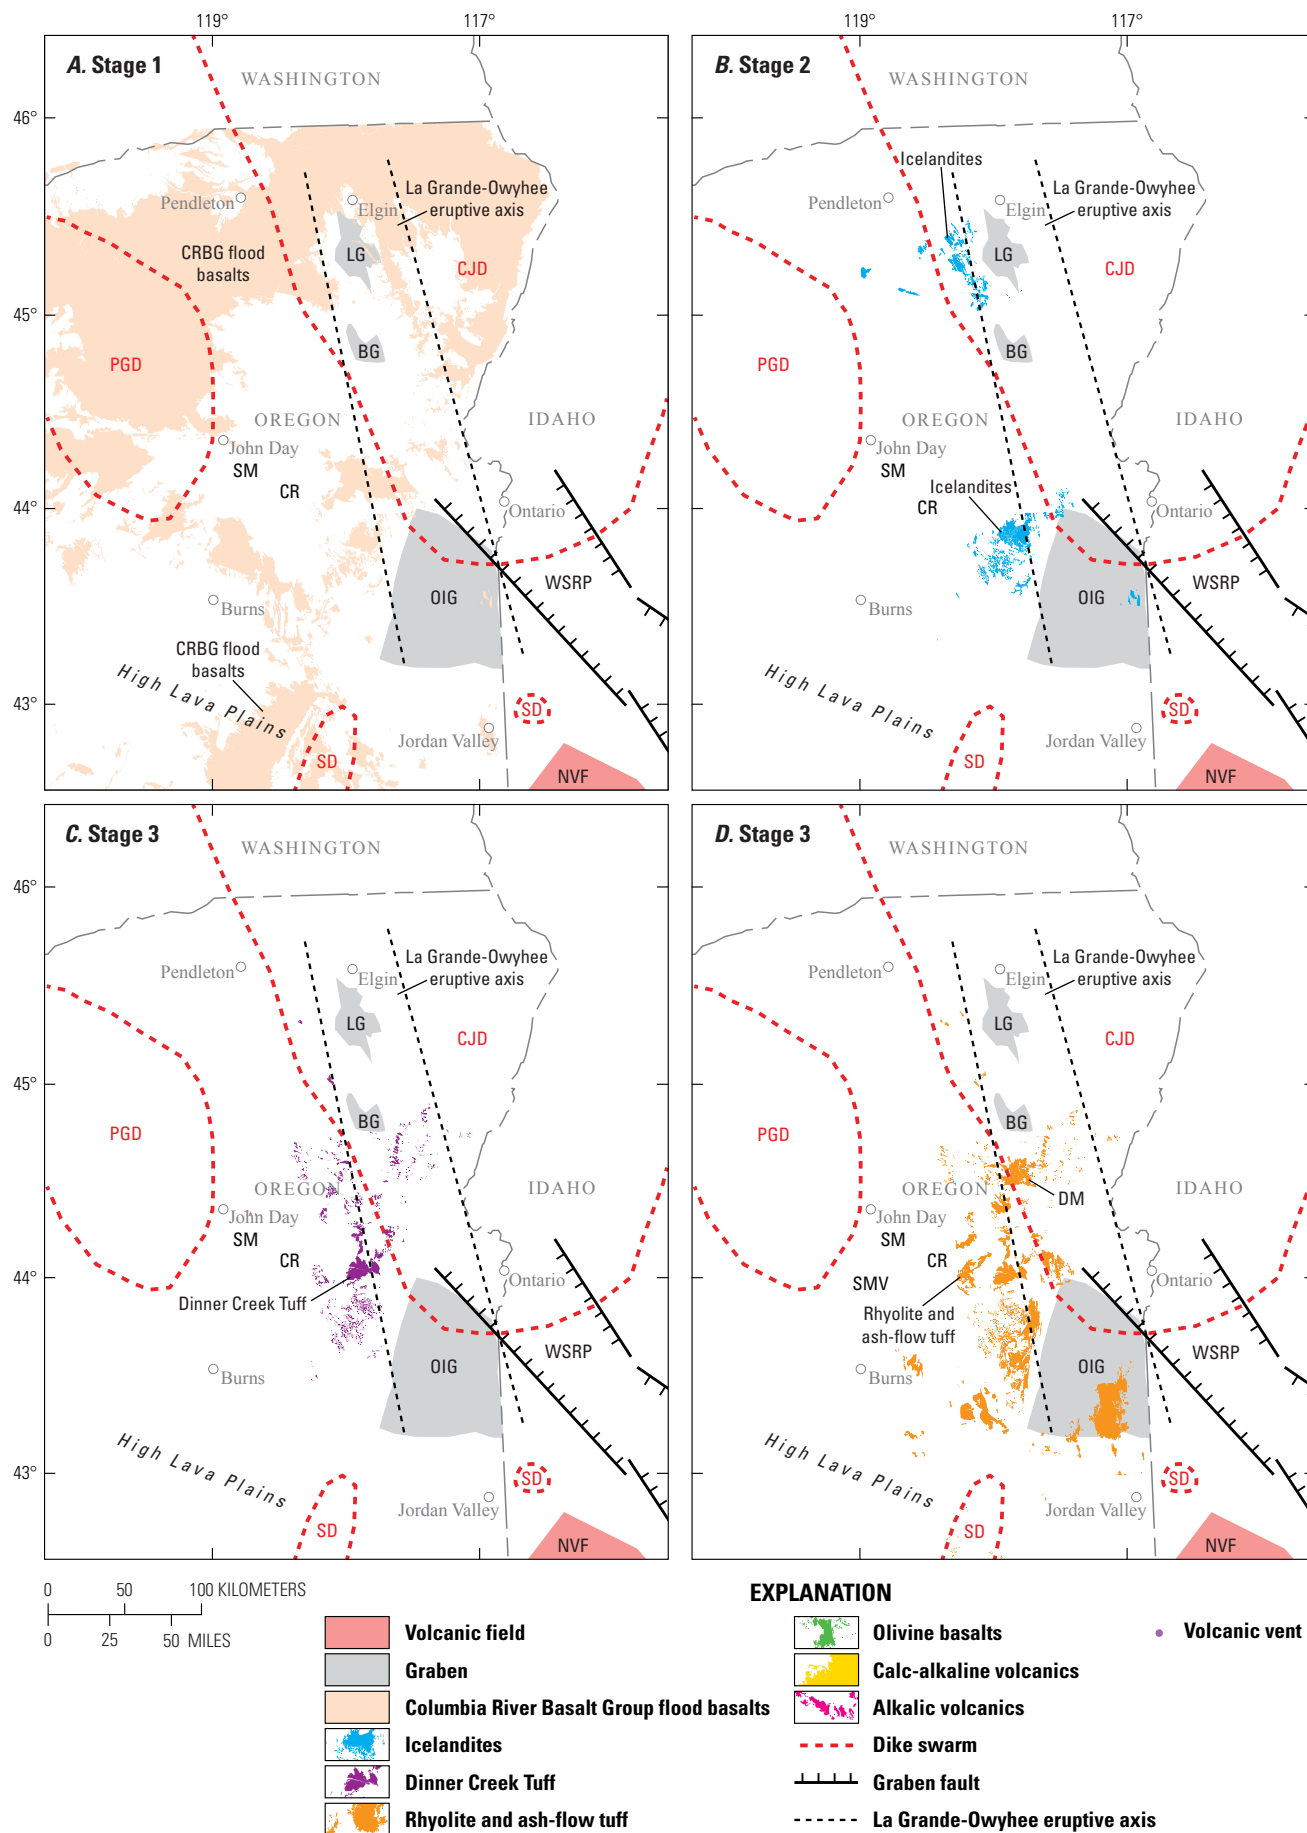 119°
117°
119°
117°
A. Stage 1
WASHINGTON
46°
Pendleton
Elgin
La Grande-Owyhee
eruptive axis
CRBG flood
basalts
LG
CJD
45°
PGD
BG
OREGON
IDAHO
John Day
SM
CR
44°
Ontario
WSRP
OIG
Burns
CRBG flood
basalts
High Lava Plains
43°
SD
Jordan Valley
SD
NVF
B. Stage 2
WASHINGTON
Icelandites
Pendleton
Elgin
La Grande-Owyhee
eruptive axis
LG
CJD
PGD
BG
OREGON
IDAHO
John Day
SM
Icelandites
CR
Ontario
WSRP
OIG
Burns
High Lava Plains
SD
Jordan Valley
SD
NVF
C. Stage 3
WASHINGTON
46°
Pendleton
Elgin
La Grande-Owyhee
eruptive axis
LG
CJD
45°
PGD
BG
OREGON
IDAHO
John Day
SM
CR
44°
Ontario
Dinner Creek Tuff
WSRP
OIG
Burns
High Lava Plains
43°
SD
Jordan Valley
SD
NVF
D. Stage 3
WASHINGTON
Pendleton
Elgin
La Grande-Owyhee
eruptive axis
LG
CJD
PGD
BG
OREGON
DM
IDAHO
John Day
SM
CR
SMV
Ontario
Rhyolite and
ash-flow tuff
WSRP
OIG
Burns
High Lava Plains
SD
Jordan Valley
SD
NVF
0 50 100 KILOMETERS
0 25 50 MILES
EXPLANATION
Volcanic field
Graben
Columbia River Basalt Group flood basalts
Icelandites
Dinner Creek Tuff
Rhyolite and ash-flow tuff
Olivine basalts
Calc-alkaline volcanics
Alkalic volcanics
Dike swarm
Graben fault
La Grande-Owyhee eruptive axis
Volcanic vent